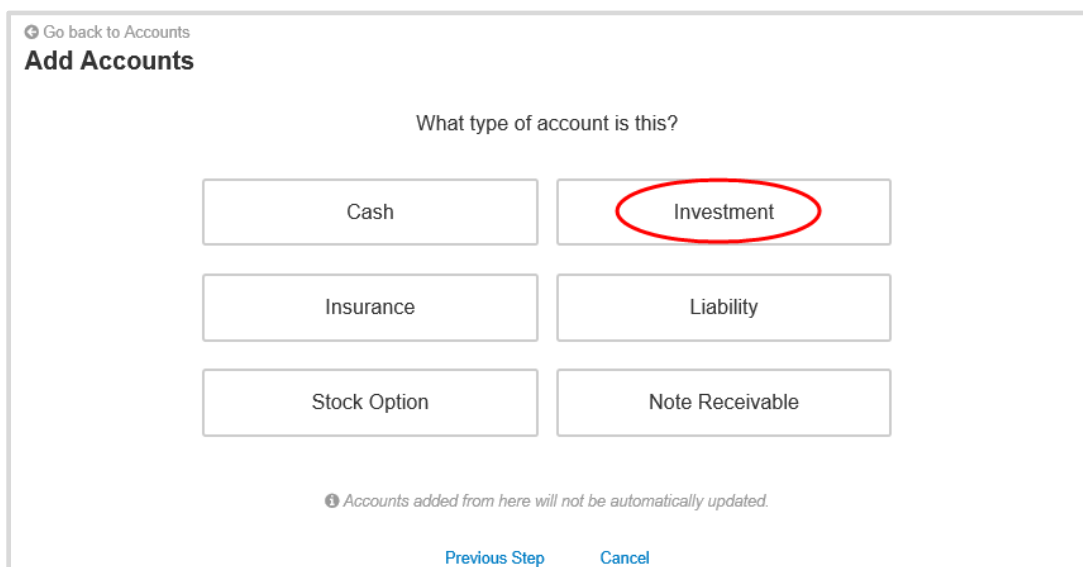 Go back to Accounts
Add Accounts
What type of account is this?
Cash
Investment
Insurance
Liability
Stock Option
Note Receivable
Accounts added from here will not be automatically updated.
Previous Step
Cancel